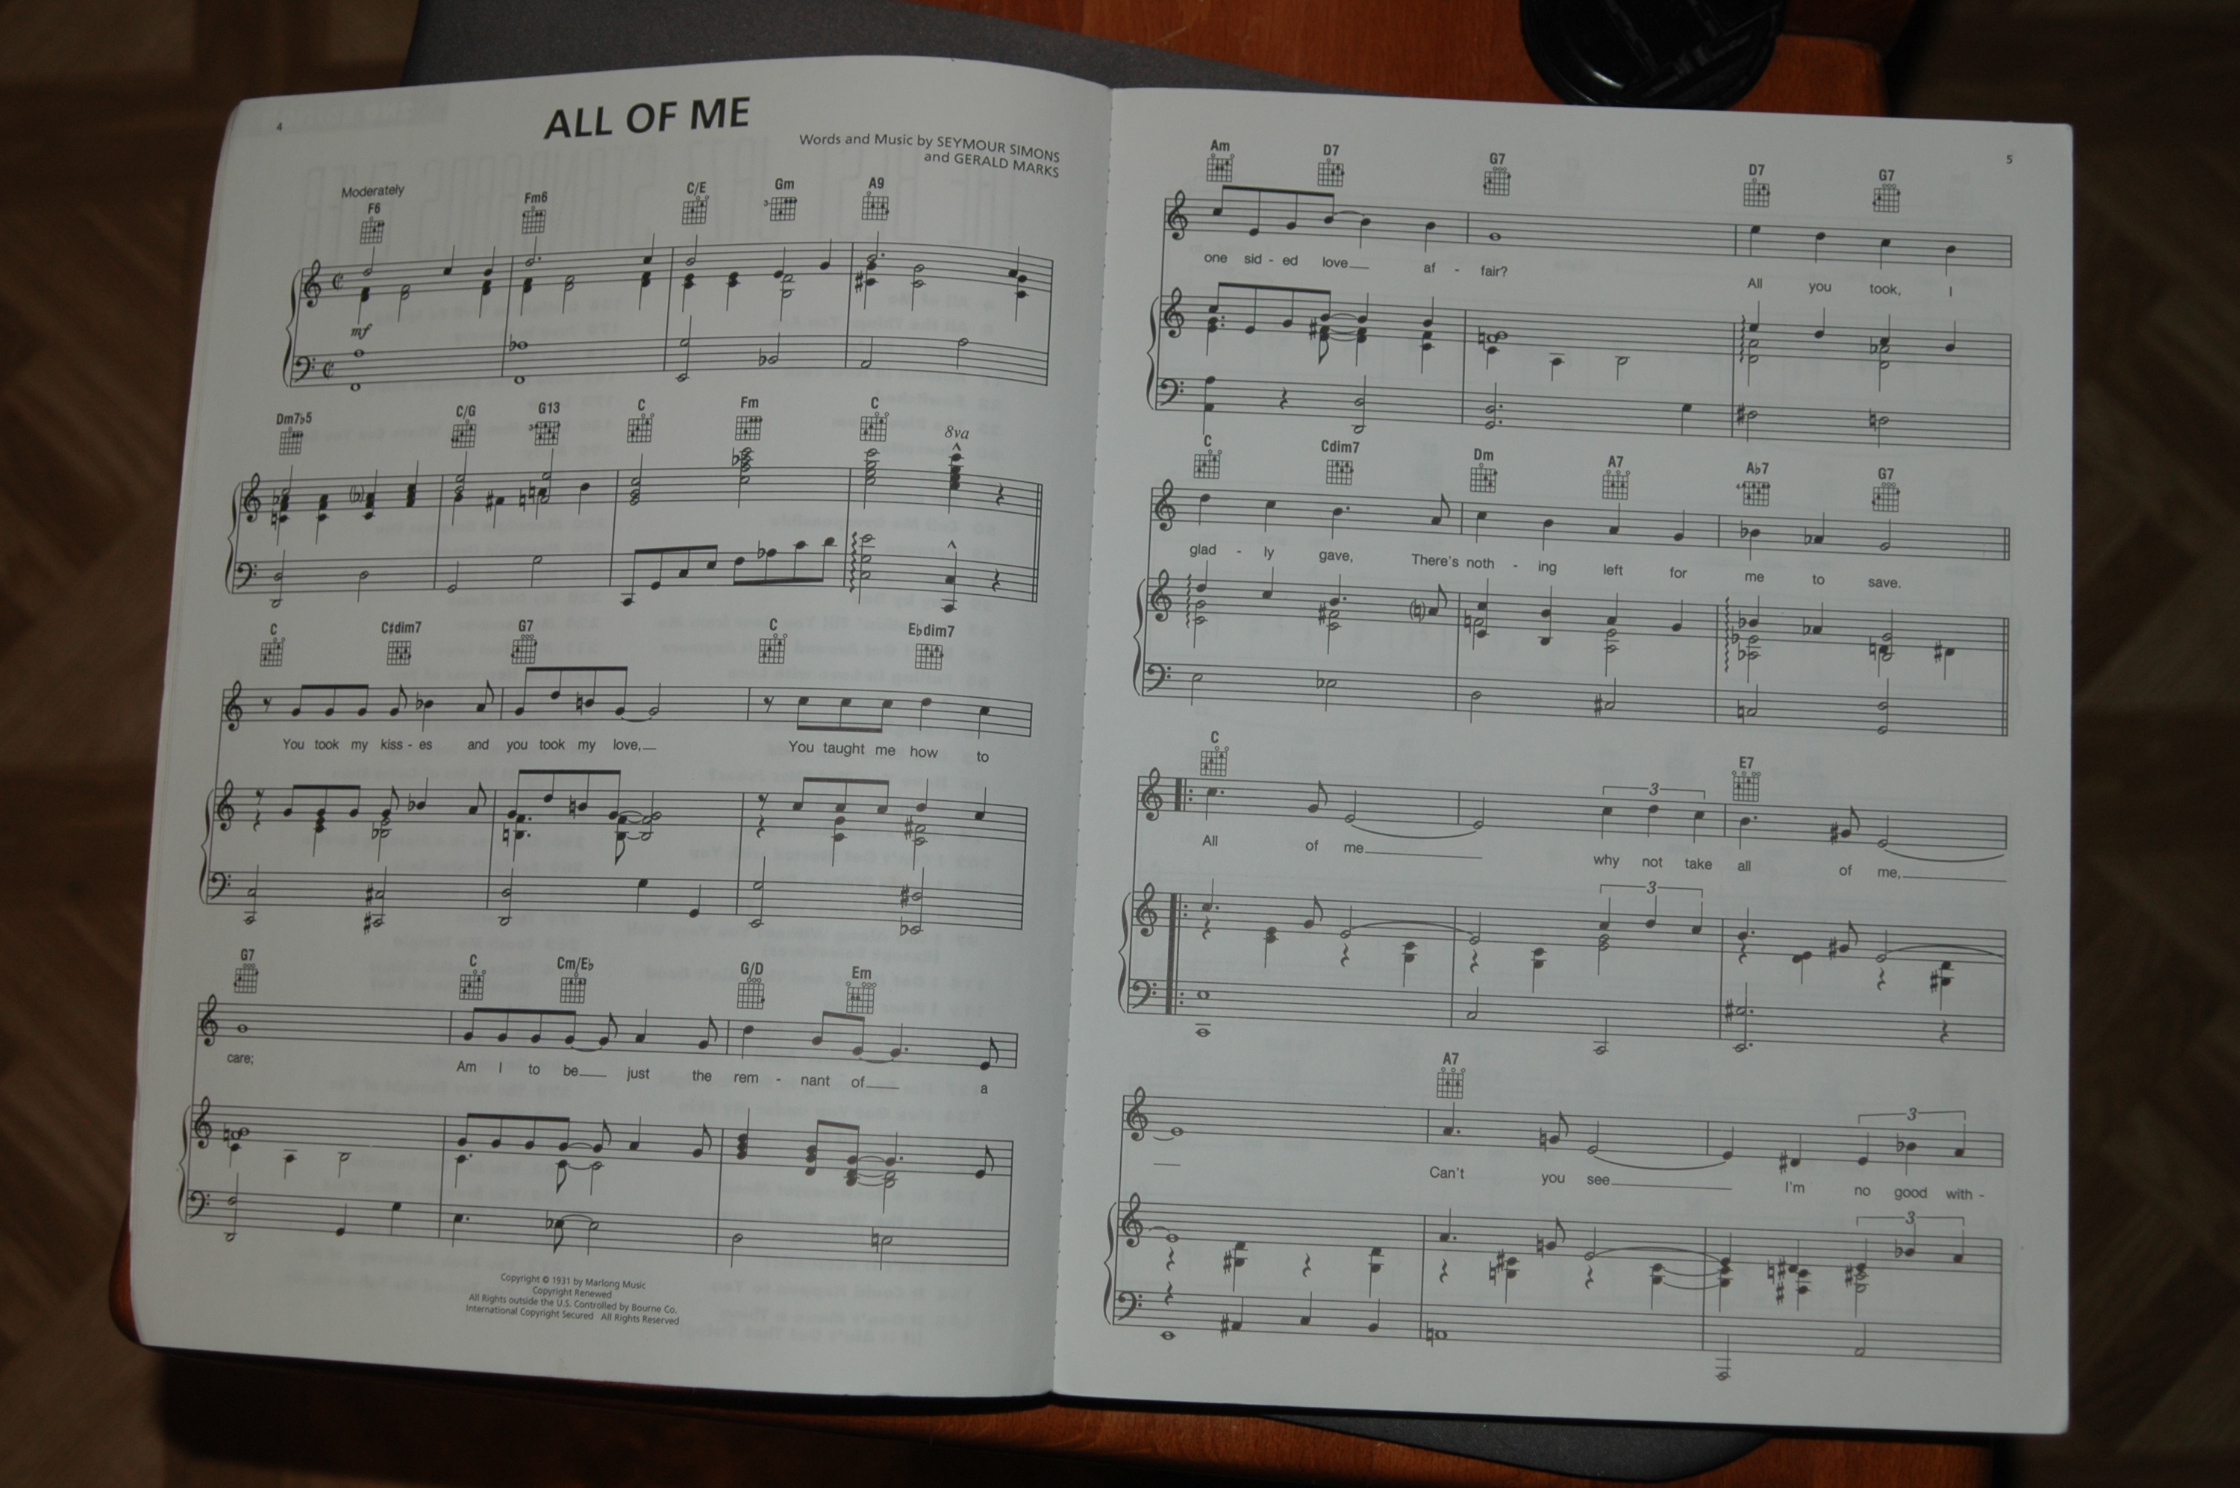 4
ALL OF ME
Words and Music by SEYMOUR SIMONS
and GERALD MARKS
Moderately
F6 Fm6 C/E Gm A9
3
mf
Dm7♭5 C/G G13 C Fm C
8va
C C♯dim7 G7 C E♭dim7
You took my kiss - es and you took my love, You taught me how to
G7 C Cm/E♭ G/D Em
care; Am I to be just the rem - nant of a
Copyright © 1931 by Marlong Music
Copyright Renewed
All Rights outside the U.S. Controlled by Bourne Co.
International Copyright Secured All Rights Reserved
5
Am D7 G7 D7 G7
one sid - ed love af - fair? All you took, I
C Cdim7 Dm A7 A♭7 G7
glad - ly gave, There's noth - ing left for me to save.
C E7
3
All of me why not take all of me,
3
A7
3
Can't you see I'm no good with -
3